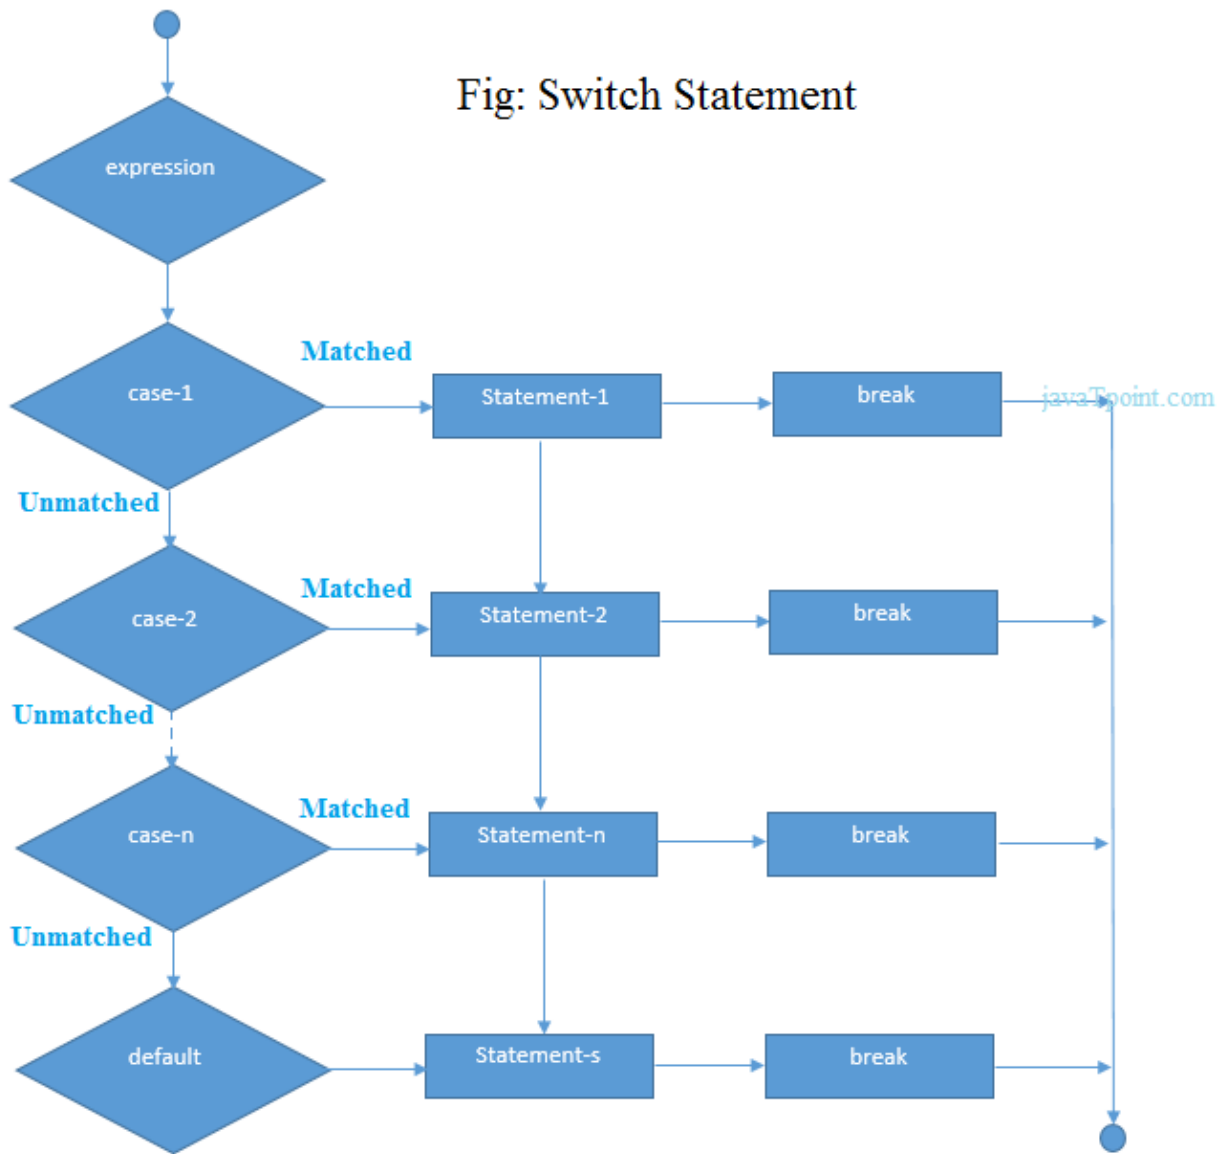 Fig: Switch Statement
expression
Matched
case-1
Statement-1
break
javaTpoint.com
Unmatched
Matched
case-2
Statement-2
break
Unmatched
Matched
case-n
Statement-n
break
Unmatched
default
Statement-s
break